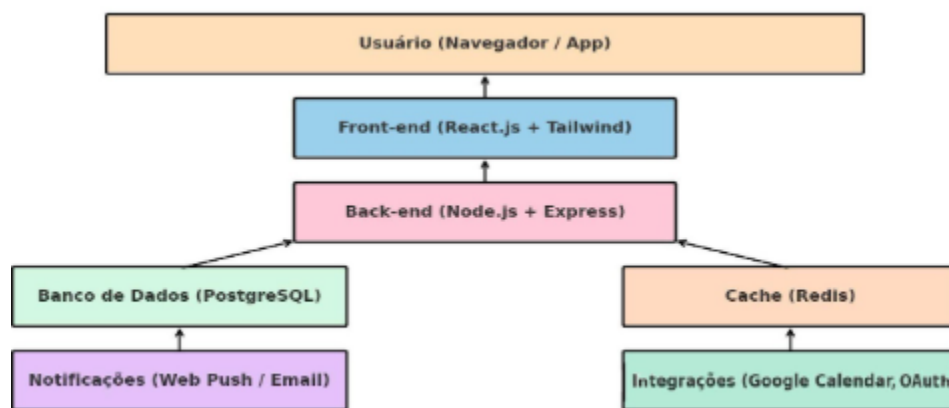 Usuário (Navegador / App)
Front-end (React.js + Tailwind)
Back-end (Node.js + Express)
Banco de Dados (PostgreSQL)
Cache (Redis)
Notificações (Web Push / Email)
Integrações (Google Calendar, OAuth